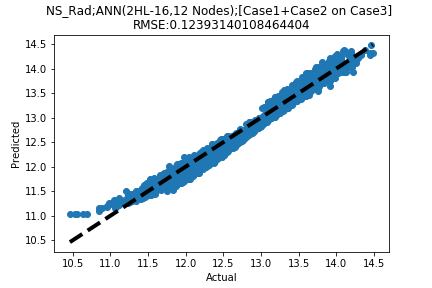 NS_Rad;ANN(2HL-16,12 Nodes);[Case1+Case2 on Case3]
RMSE:0.12393140108464404
14.5
14.0
13.5
13.0
12.5
12.0
11.5
11.0
10.5
Predicted
10.5 11.0 11.5 12.0 12.5 13.0 13.5 14.0 14.5
Actual